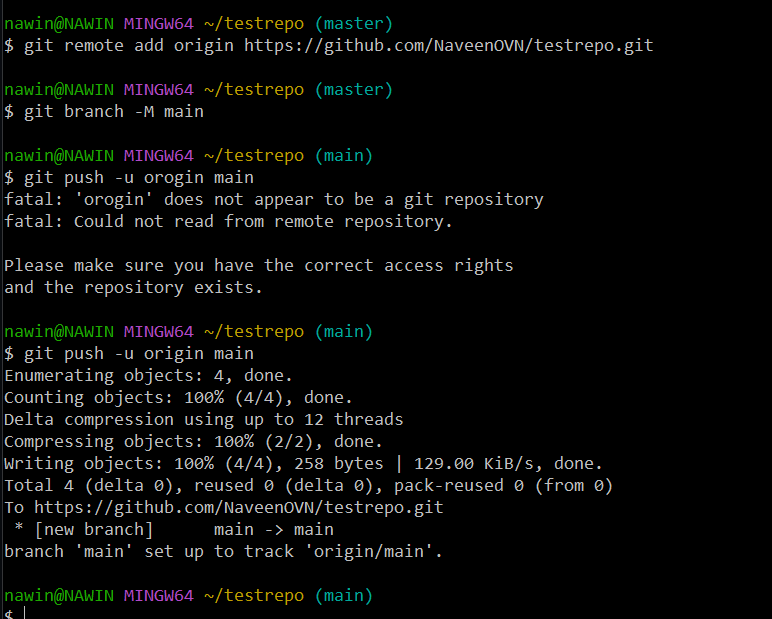 nawin@NAWIN MINGW64 ~/testrepo (master)
$ git remote add origin https://github.com/NaveenOVN/testrepo.git
nawin@NAWIN MINGW64 ~/testrepo (master)
$ git branch -M main
nawin@NAWIN MINGW64 ~/testrepo (main)
$ git push -u orogin main
fatal: 'orogin' does not appear to be a git repository
fatal: Could not read from remote repository.
Please make sure you have the correct access rights
and the repository exists.
nawin@NAWIN MINGW64 ~/testrepo (main)
$ git push -u origin main
Enumerating objects: 4, done.
Counting objects: 100% (4/4), done.
Delta compression using up to 12 threads
Compressing objects: 100% (2/2), done.
Writing objects: 100% (4/4), 258 bytes | 129.00 KiB/s, done.
Total 4 (delta 0), reused 0 (delta 0), pack-reused 0 (from 0)
To https://github.com/NaveenOVN/testrepo.git
 * [new branch]      main -> main
branch 'main' set up to track 'origin/main'.
nawin@NAWIN MINGW64 ~/testrepo (main)
$